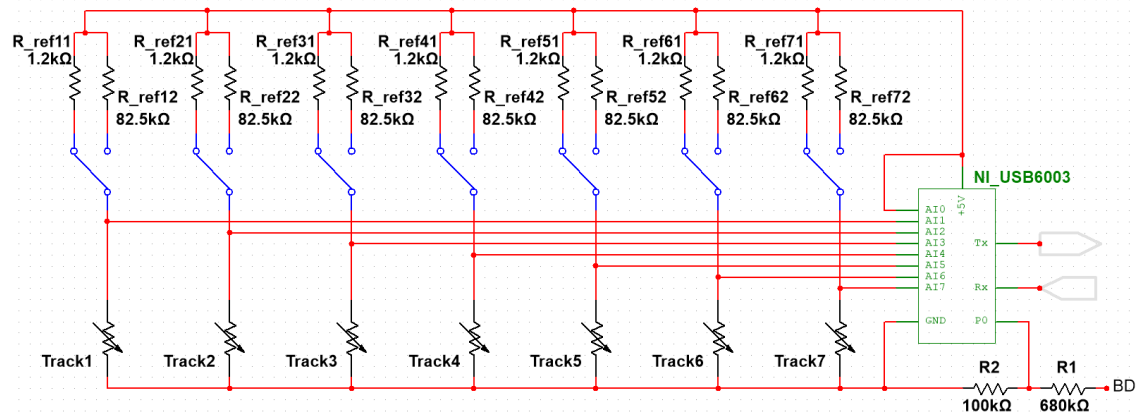 R_ref11
1.2kΩ
R_ref12
82.5kΩ
R_ref21
1.2kΩ
R_ref22
82.5kΩ
R_ref31
1.2kΩ
R_ref32
82.5kΩ
R_ref41
1.2kΩ
R_ref42
82.5kΩ
R_ref51
1.2kΩ
R_ref52
82.5kΩ
R_ref61
1.2kΩ
R_ref62
82.5kΩ
R_ref71
1.2kΩ
R_ref72
82.5kΩ
NI_USB6003
+5V
AI0
AI1
AI2
AI3
AI4
AI5
AI6
AI7
GND
Tx
Rx
P0
Track1
Track2
Track3
Track4
Track5
Track6
Track7
R2
100kΩ
R1
680kΩ
BD